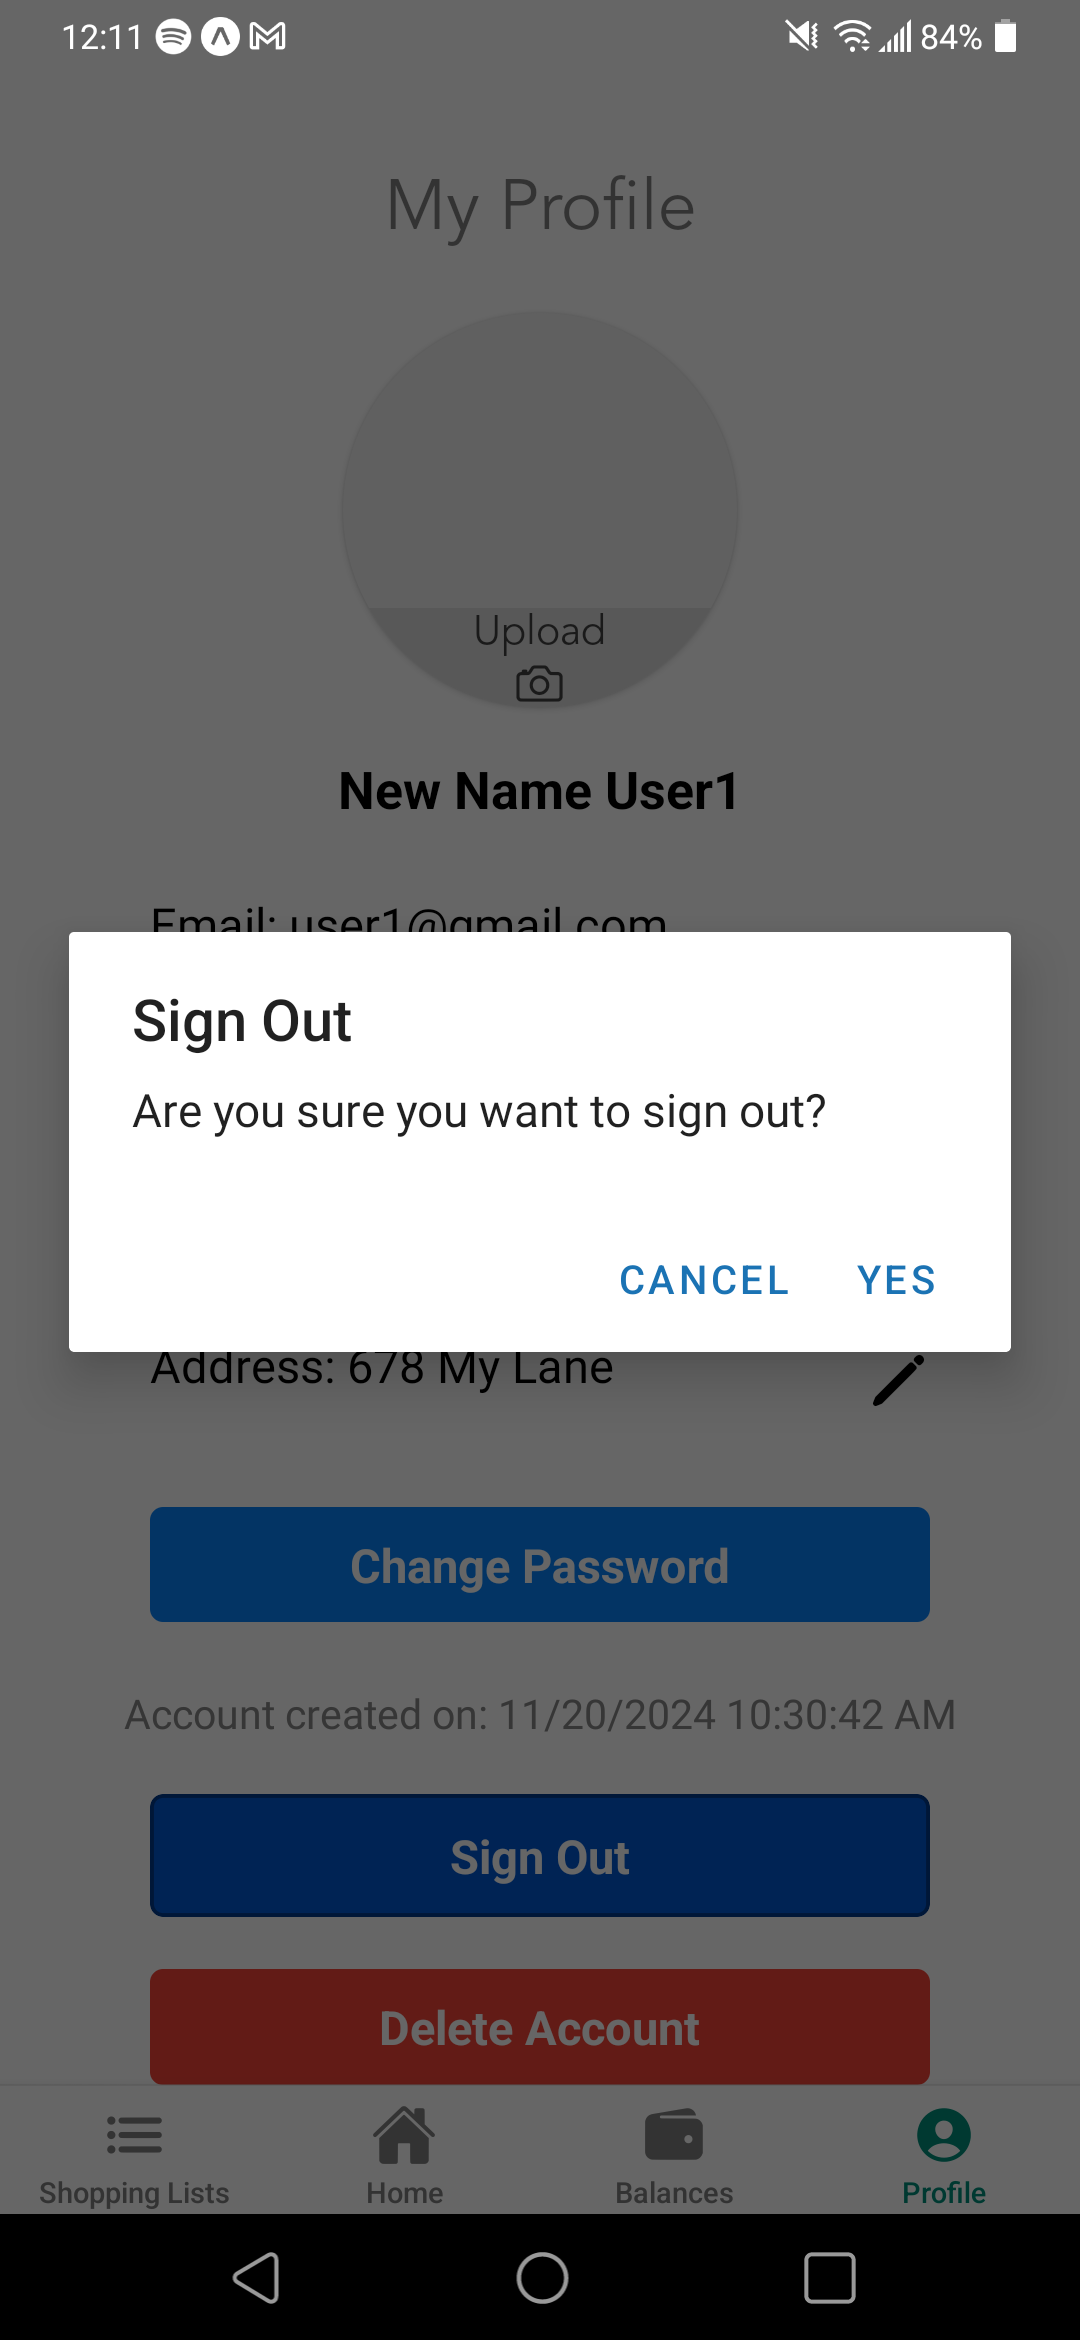 12:11 84%
My Profile
Upload
New Name User1
Email: user1@gmail.com
Sign Out
Are you sure you want to sign out?
CANCEL YES
Address: 678 My Lane
Change Password
Account created on: 11/20/2024 10:30:42 AM
Sign Out
Delete Account
Shopping Lists Home Balances Profile